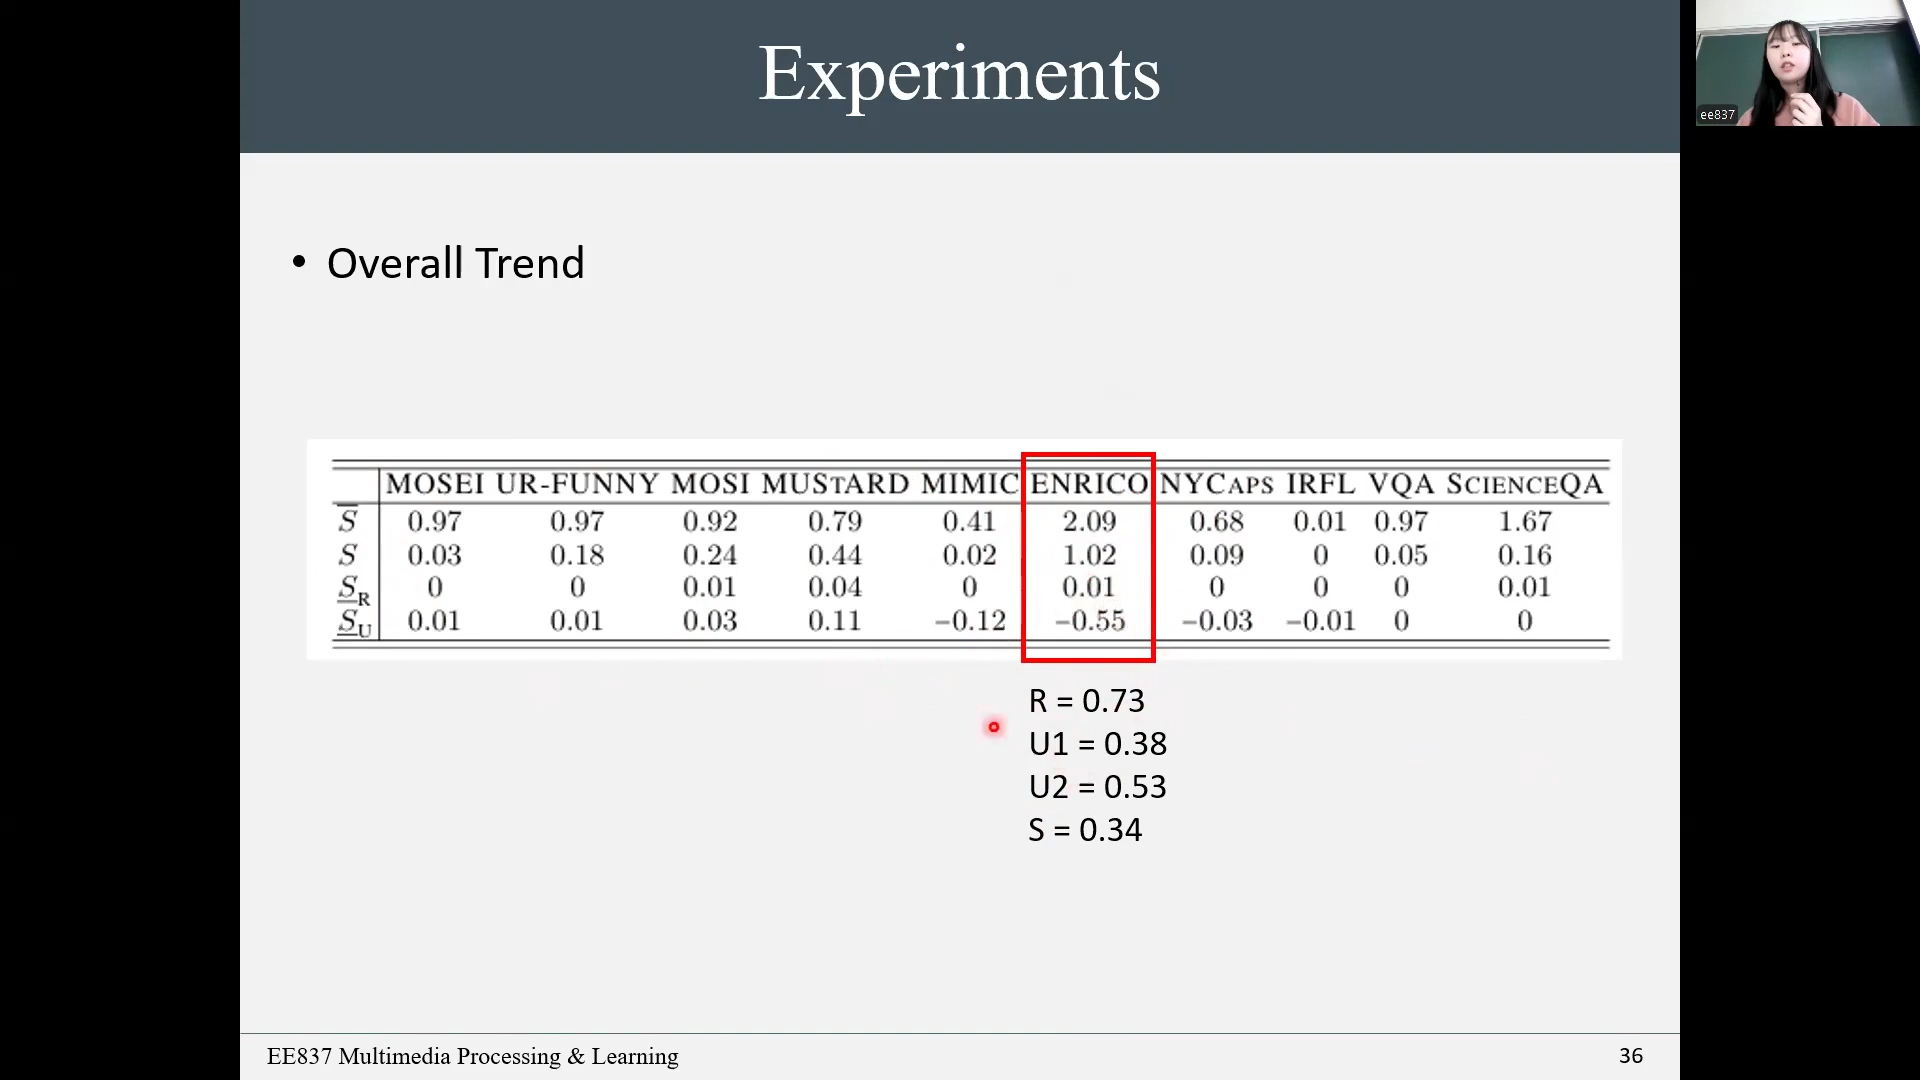 Experiments
ee837
• Overall Trend
MOSEI UR-FUNNY MOSI MUSTARD MIMIC ENRICO NYCAPS IRFL VQA SCIENCEQA
S̅ 0.97 0.97 0.92 0.79 0.41 2.09 0.68 0.01 0.97 1.67
S 0.03 0.18 0.24 0.44 0.02 1.02 0.09 0 0.05 0.16
S̲R 0 0 0.01 0.04 0 0.01 0 0 0 0.01
S̲U 0.01 0.01 0.03 0.11 −0.12 −0.55 −0.03 −0.01 0 0
R = 0.73
U1 = 0.38
U2 = 0.53
S = 0.34
EE837 Multimedia Processing & Learning
36